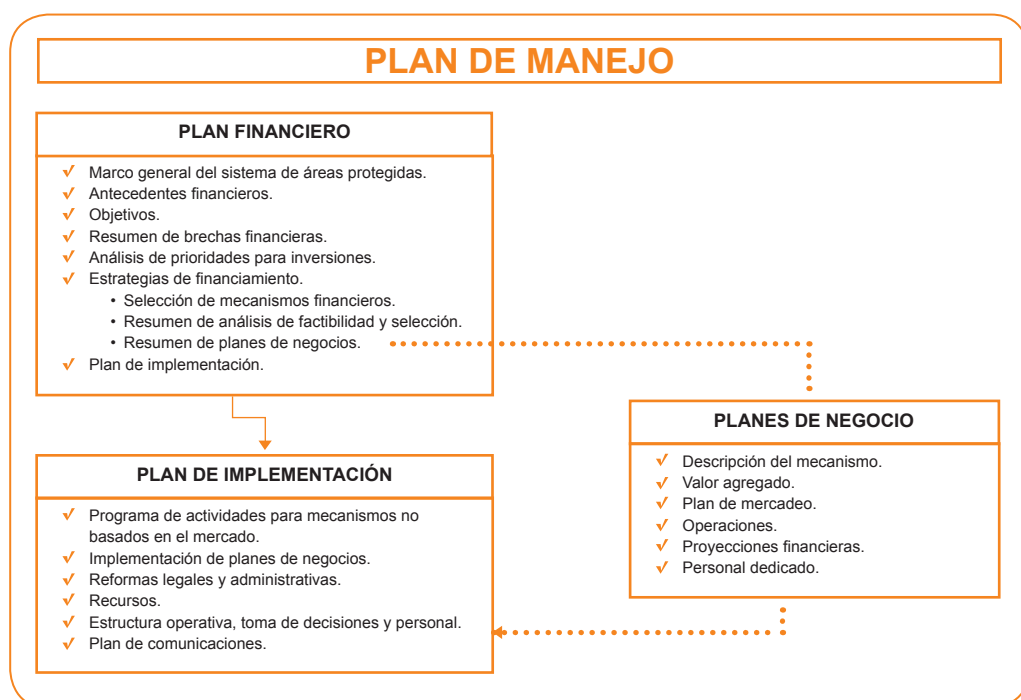 PLAN DE MANEJO
PLAN FINANCIERO
Marco general del sistema de áreas protegidas.
Antecedentes financieros.
Objetivos.
Resumen de brechas financieras.
Análisis de prioridades para inversiones.
Estrategias de financiamiento.
• Selección de mecanismos financieros.
• Resumen de análisis de factibilidad y selección.
• Resumen de planes de negocios.
Plan de implementación.
PLANES DE NEGOCIO
Descripción del mecanismo.
Valor agregado.
Plan de mercadeo.
Operaciones.
Proyecciones financieras.
Personal dedicado.
PLAN DE IMPLEMENTACIÓN
Programa de actividades para mecanismos no
basados en el mercado.
Implementación de planes de negocios.
Reformas legales y administrativas.
Recursos.
Estructura operativa, toma de decisiones y personal.
Plan de comunicaciones.